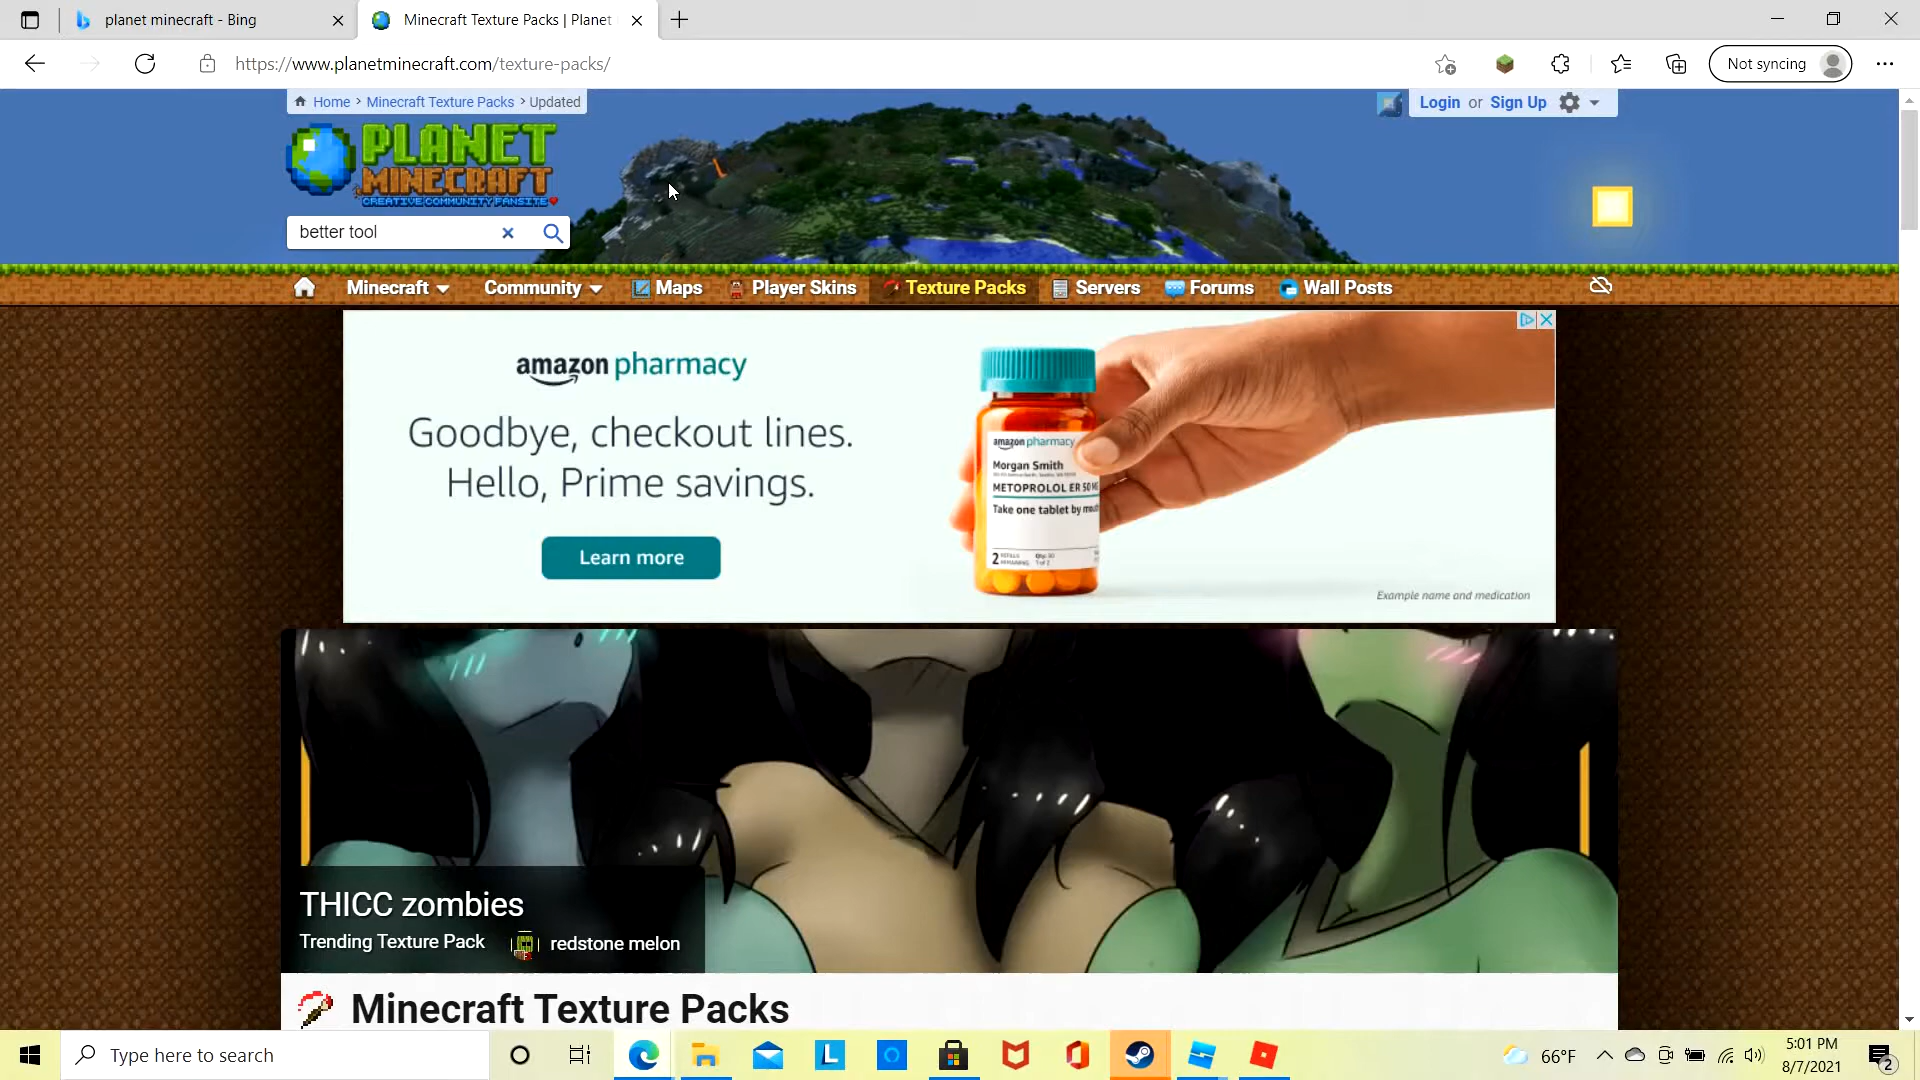 planet minecraft - Bing
Minecraft Texture Packs | Planet
https://www.planetminecraft.com/texture-packs/
Not syncing
Home > Minecraft Texture Packs > Updated
Login or Sign Up
PLANET
MINECRAFT
CREATIVE COMMUNITY FANSITE
better tool
Minecraft
Community
Maps
Player Skins
Texture Packs
Servers
Forums
Wall Posts
amazon pharmacy
Goodbye, checkout lines.
Hello, Prime savings.
Learn more
amazon pharmacy
Morgan Smith
METOPROLOL ER 50 M
Take one tablet by mou
2
Example name and medication
THICC zombies
Trending Texture Pack
redstone melon
Minecraft Texture Packs
Type here to search
66°F
5:01 PM
8/7/2021
2